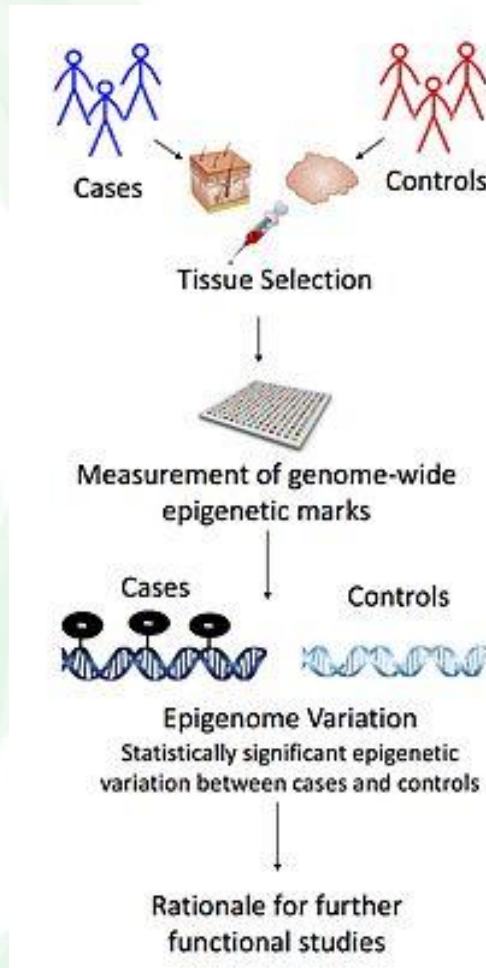 Cases
Controls
Tissue Selection
Measurement of genome-wide
epigenetic marks
Cases
Controls
Epigenome Variation
Statistically significant epigenetic
variation between cases and controls
Rationale for further
functional studies